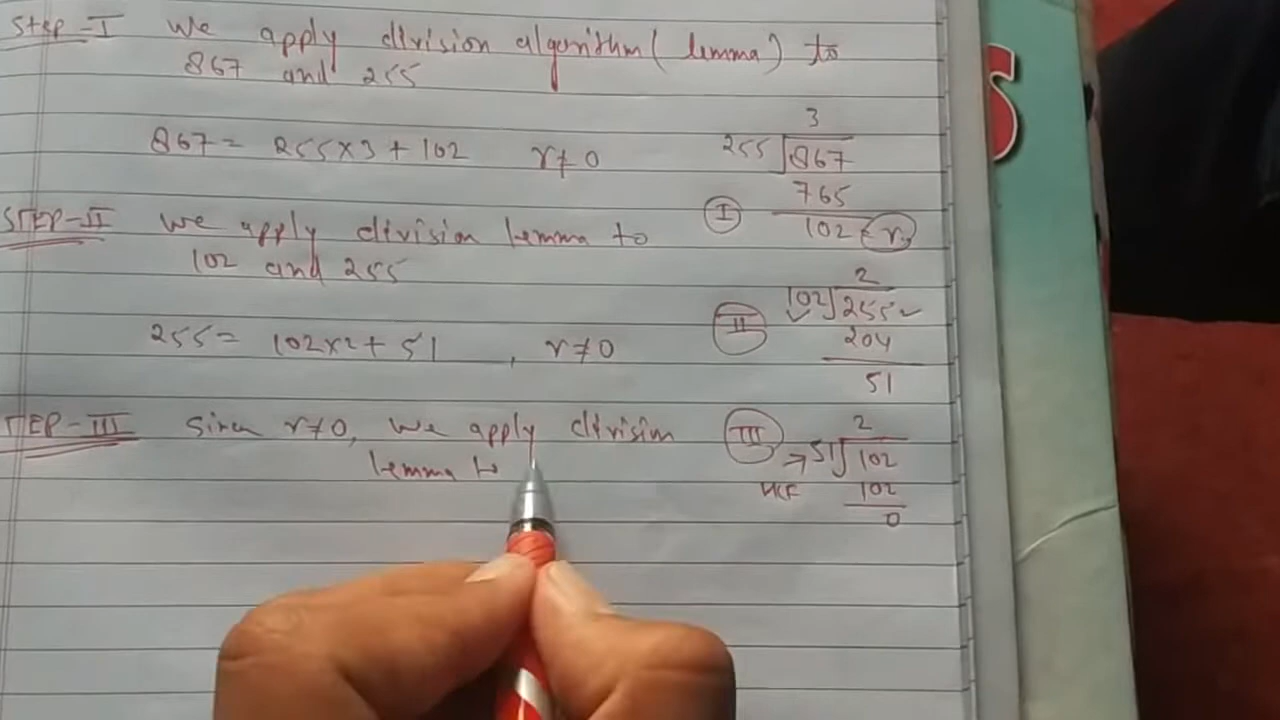 Step-I We apply division algorithm (lemma) to
867 and 255
867 = 255×3 + 102 r≠0
STEP-II We apply division lemma to
102 and 255
255 = 102×2 + 51 , r≠0
TEP-III Since r≠0, we apply division
lemma to
3
255 867
765
I 102 ← r
2
II 102 255
204
51
2
III → 51 102
HCF 102
0
S